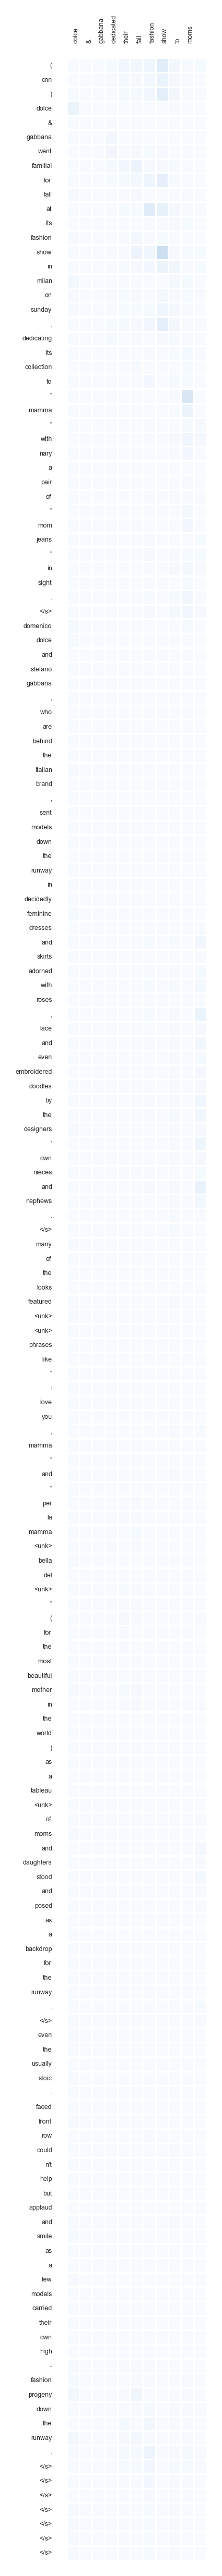 dolce
&
gabbana
dedicated
their
fall
fashion
show
to
moms
.
(
cnn
)
dolce
&
gabbana
went
familial
for
fall
at
its
fashion
show
in
milan
on
sunday
,
dedicating
its
collection
to
"
mamma
"
with
nary
a
pair
of
"
mom
jeans
"
in
sight
.
</s>
domenico
dolce
and
stefano
gabbana
,
who
are
behind
the
italian
brand
,
sent
models
down
the
runway
in
decidedly
feminine
dresses
and
skirts
adorned
with
roses
,
lace
and
even
embroidered
doodles
by
the
designers
'
own
nieces
and
nephews
.
</s>
many
of
the
looks
featured
<unk>
<unk>
phrases
like
"
i
love
you
,
mamma
"
and
"
per
la
mamma
<unk>
bella
del
<unk>
"
(
for
the
most
beautiful
mother
in
the
world
)
as
a
tableau
<unk>
of
moms
and
daughters
stood
and
posed
as
a
backdrop
for
the
runway
.
</s>
even
the
usually
stoic
-
faced
front
row
could
n't
help
but
applaud
and
smile
as
a
few
models
carried
their
own
high
-
fashion
progeny
down
the
runway
.
</s>
</s>
</s>
</s>
</s>
</s>
</s>